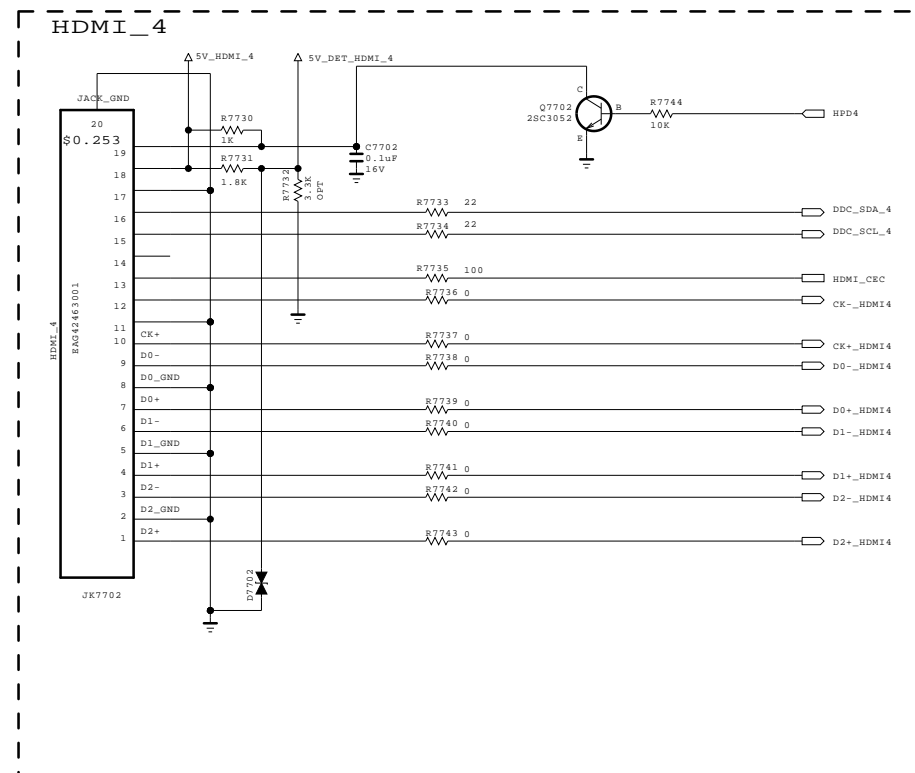 HDMI_4
5V_HDMI_4
5V_DET_HDMI_4
JACK_GND
20
$0.253
R7730
1K
R7731
1.8K
R7732
3.3K
OPT
C7702
0.1uF
16V
Q7702
2SC3052
C
B
E
R7744
10K
HPD4
19
18
17
16
15
14
13
12
11
10
9
8
7
6
5
4
3
2
1
HDMI_4
EAG42463001
CK+
D0-
D0_GND
D0+
D1-
D1_GND
D1+
D2-
D2_GND
D2+
R7733 22
DDC_SDA_4
R7734 22
DDC_SCL_4
R7735 100
HDMI_CEC
R7736 0
CK-_HDMI4
R7737 0
CK+_HDMI4
R7738 0
D0-_HDMI4
R7739 0
D0+_HDMI4
R7740 0
D1-_HDMI4
R7741 0
D1+_HDMI4
R7742 0
D2-_HDMI4
R7743 0
D2+_HDMI4
D7702
JK7702